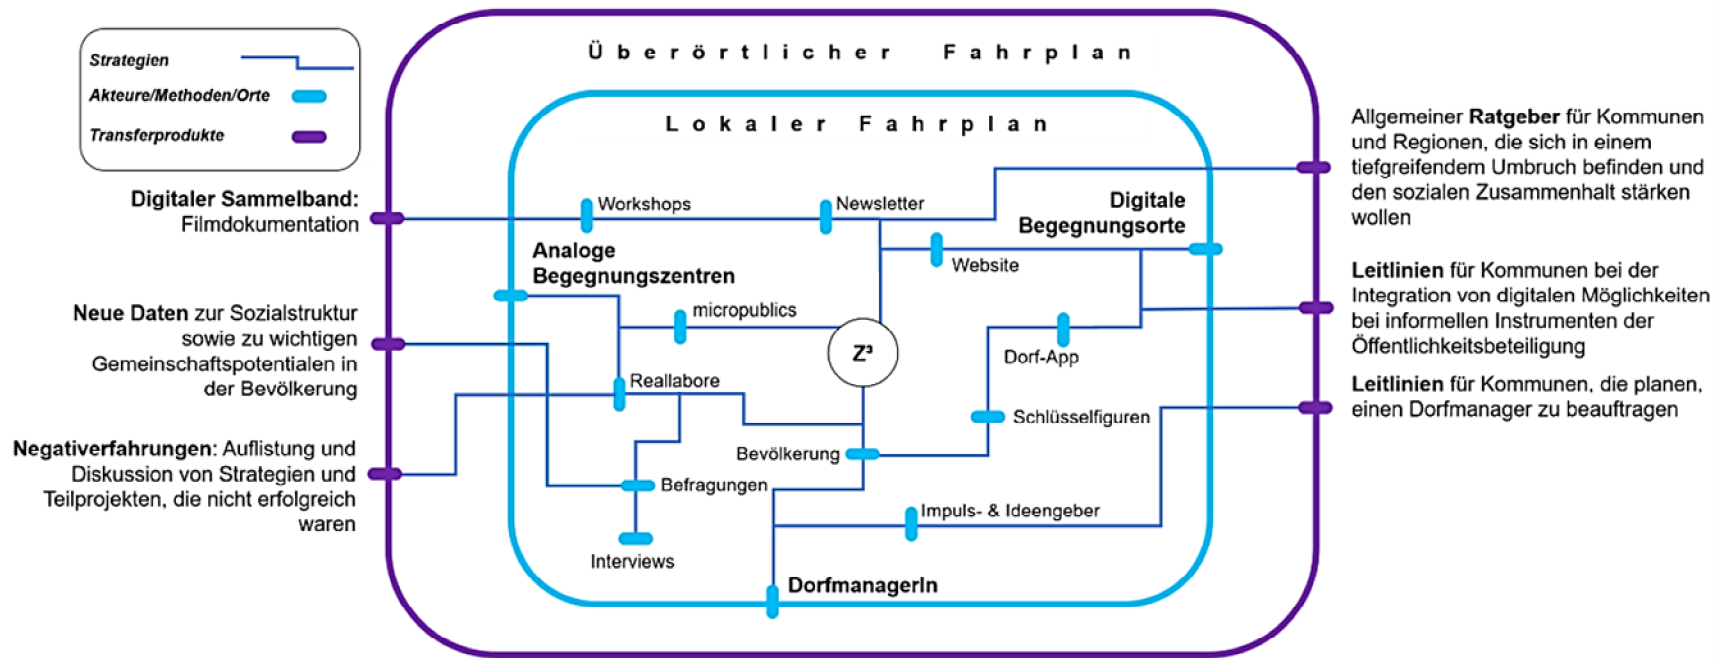 Überörtlicher Fahrplan
Lokaler Fahrplan
Strategien
Akteure/Methoden/Orte
Transferprodukte
Digitaler Sammelband:
Filmdokumentation
Neue Daten zur Sozialstruktur
sowie zu wichtigen
Gemeinschaftspotentialen in
der Bevölkerung
Negativerfahrungen: Auflistung und
Diskussion von Strategien und
Teilprojekten, die nicht erfolgreich
waren
Workshops
Newsletter
Digitale
Begegnungsorte
Analoge
Begegnungszentren
Website
micropublics
Z³
Dorf-App
Reallabore
Schlüsselfiguren
Bevölkerung
Befragungen
Impuls- & Ideengeber
Interviews
DorfmanagerIn
Allgemeiner Ratgeber für Kommunen
und Regionen, die sich in einem
tiefgreifendem Umbruch befinden und
den sozialen Zusammenhalt stärken
wollen
Leitlinien für Kommunen bei der
Integration von digitalen Möglichkeiten
bei informellen Instrumenten der
Öffentlichkeitsbeteiligung
Leitlinien für Kommunen, die planen,
einen Dorfmanager zu beauftragen